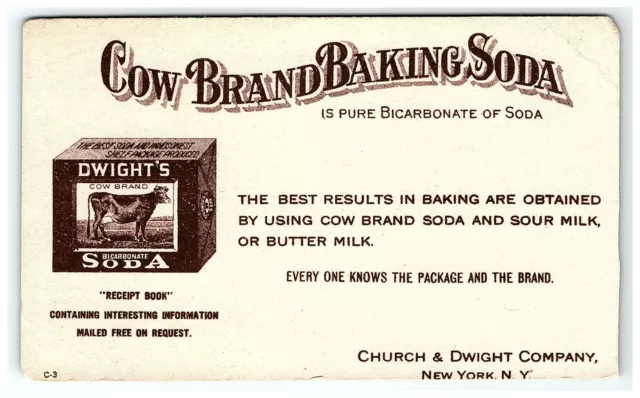 COW BRAND BAKING SODA
IS PURE BICARBONATE OF SODA
THE BEST SODA AND HANDSOMEST
SHELF PACKAGE PRODUCED
DWIGHT'S
COW BRAND
BICARBONATE
SODA
THE BEST RESULTS IN BAKING ARE OBTAINED
BY USING COW BRAND SODA AND SOUR MILK,
OR BUTTER MILK.
EVERY ONE KNOWS THE PACKAGE AND THE BRAND.
"RECEIPT BOOK"
CONTAINING INTERESTING INFORMATION
MAILED FREE ON REQUEST.
CHURCH & DWIGHT COMPANY,
NEW YORK, N. Y.
C-3